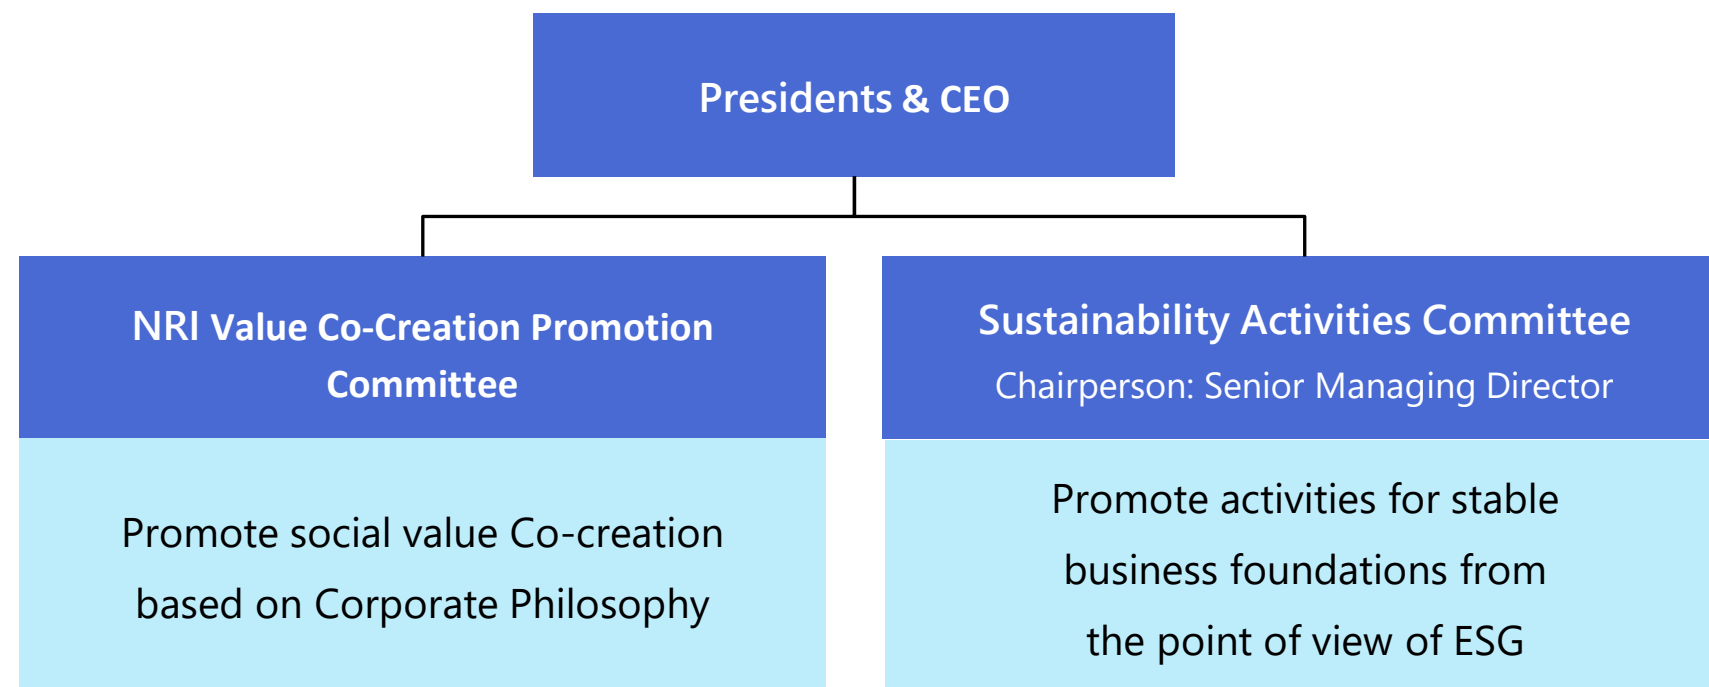 Presidents & CEO
NRI Value Co-Creation Promotion
Committee
Promote social value Co-creation
based on Corporate Philosophy
Sustainability Activities Committee
Chairperson: Senior Managing Director
Promote activities for stable
business foundations from
the point of view of ESG